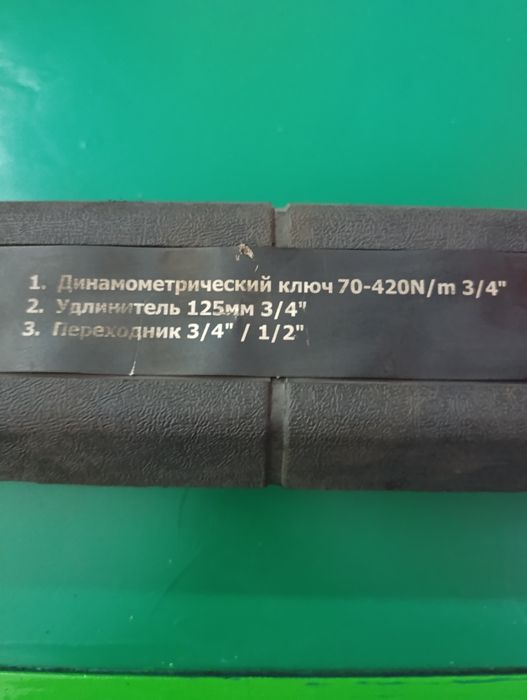 1. Динамометрический ключ 70-420N/m 3/4"
2. Удлинитель 125мм 3/4"
3. Переходник 3/4" / 1/2"